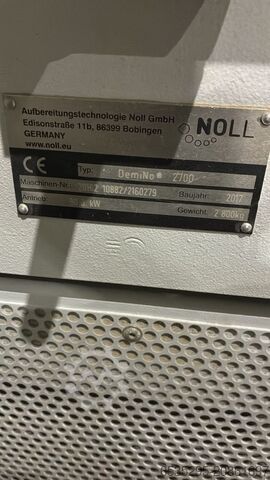 Aufbereitungstechnologie Noll GmbH
Edisonstraße 11b, 86399 Bobingen
GERMANY
www.noll.eu
NOLL
CE
Typ: DemiNo® 2700
Maschinen-Nr. 10882/2160279 Baujahr: 2017
Antrieb: kW Gewicht: 2 800kg